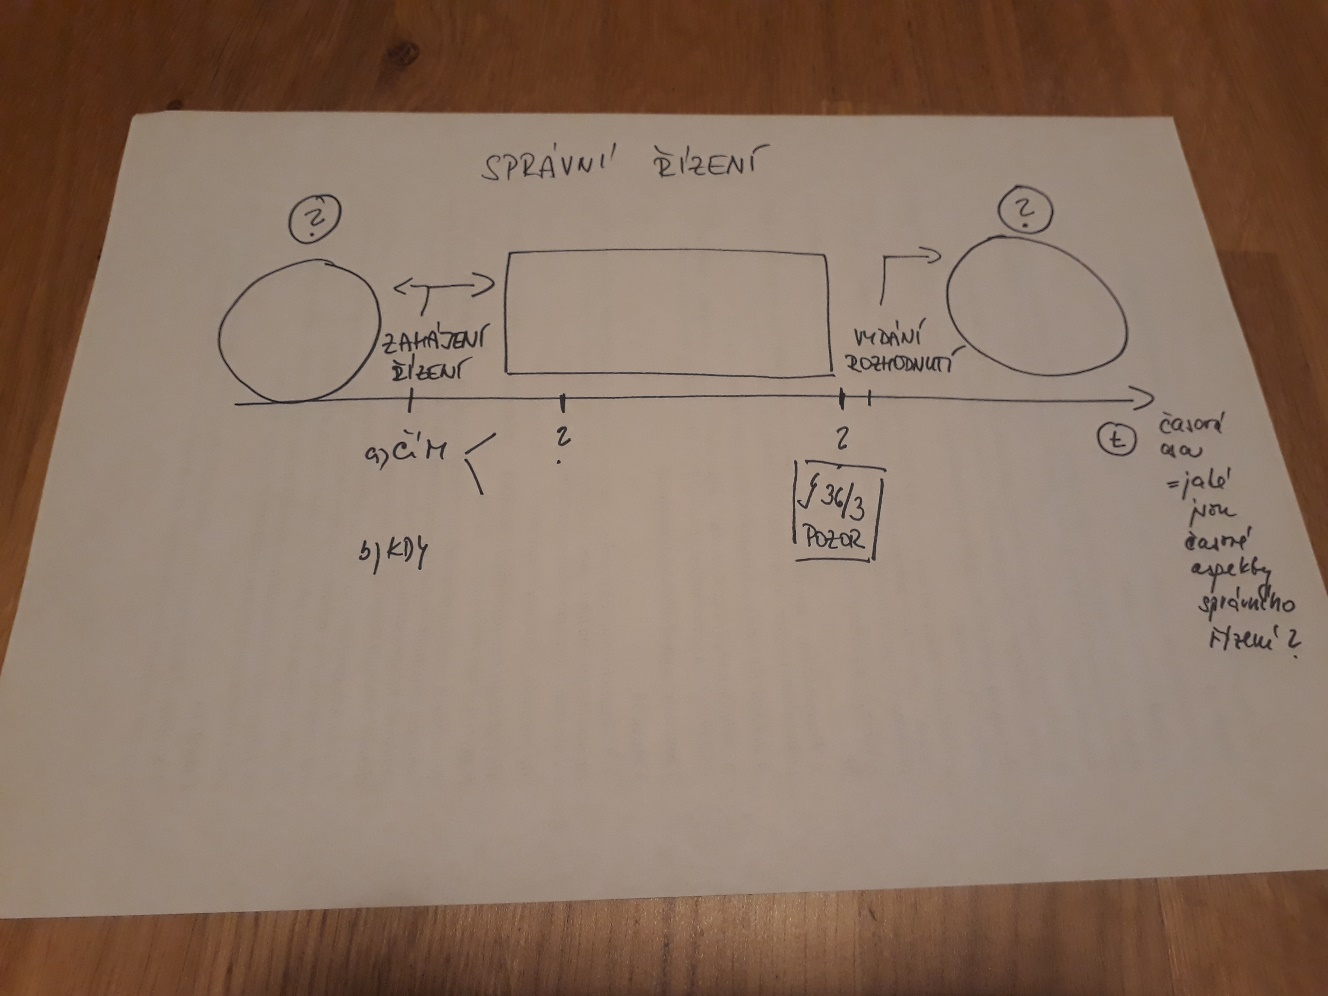 SPRÁVNÍ ŘÍZENÍ
?
?
ZAHÁJENÍ
ŘÍZENÍ
VYDÁNÍ
ROZHODNUTÍ
a) ČÍM
b) KDY
?
?
§ 36/3
POZOR
t
časová
osa
=jaké
jsou
časové
aspekty
správního
řízení?